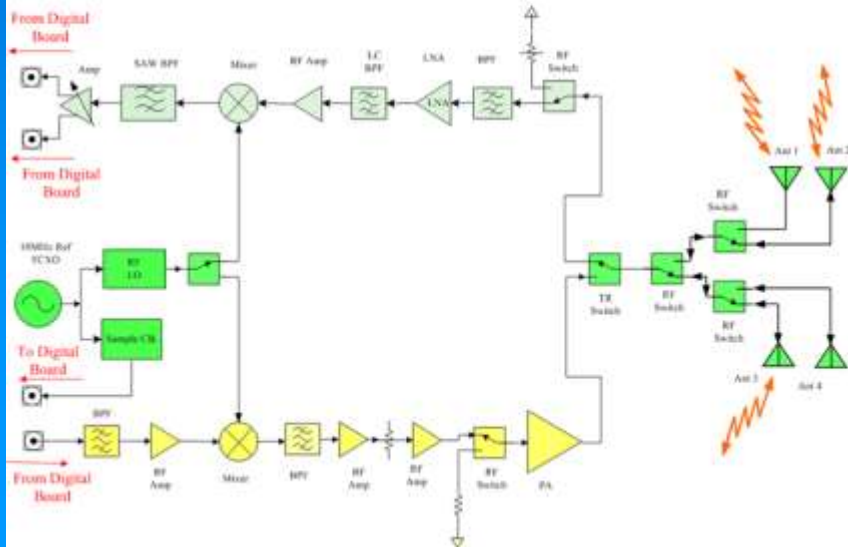 From Digital
Board
Amp
SAW BPF
Mixer
RF Amp
LC
BPF
LNA
BPF
RF
Switch
LNA
From Digital
Board
10MHz Ref
TCXO
RF
LO
Sample Clk
To Digital
Board
Ant 1
Ant 2
RF
Switch
TR
Switch
RF
Switch
RF
Switch
Ant 3
Ant 4
BPF
RF
Amp
Mixer
BPF
RF
Amp
RF
Amp
RF
Switch
PA
From Digital
Board